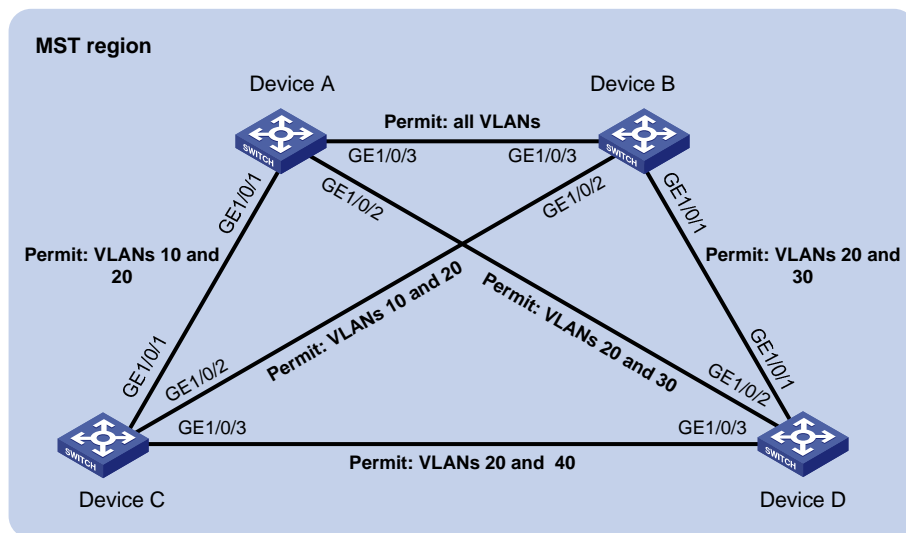 MST region
Device A
Device B
Permit: all VLANs
SWITCH
GE1/0/3
GE1/0/3
SWITCH
GE1/0/1
GE1/0/2
GE1/0/2
GE1/0/1
Permit: VLANs 10 and
20
Permit: VLANs 20 and
30
Permit: VLANs 10 and 20
Permit: VLANs 20 and 30
GE1/0/1
GE1/0/2
GE1/0/2
GE1/0/1
SWITCH
GE1/0/3
GE1/0/3
SWITCH
Permit: VLANs 20 and 40
Device C
Device D